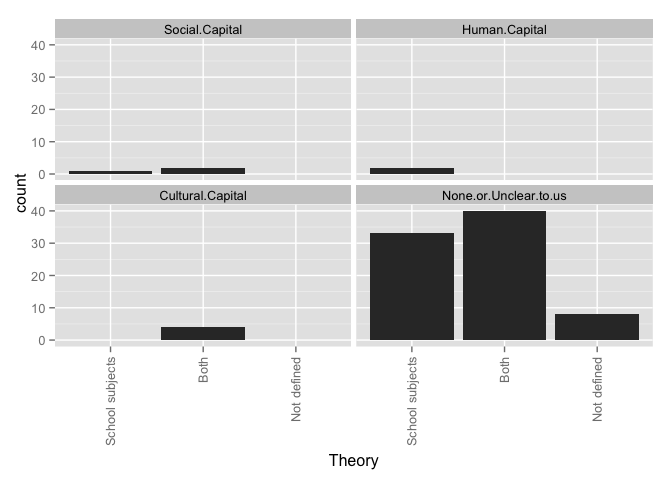 Social.Capital
Human.Capital
40
30
20
10
0
count
Cultural.Capital
None.or.Unclear.to.us
40
30
20
10
0
School subjects
Both
Not defined
School subjects
Both
Not defined
Theory